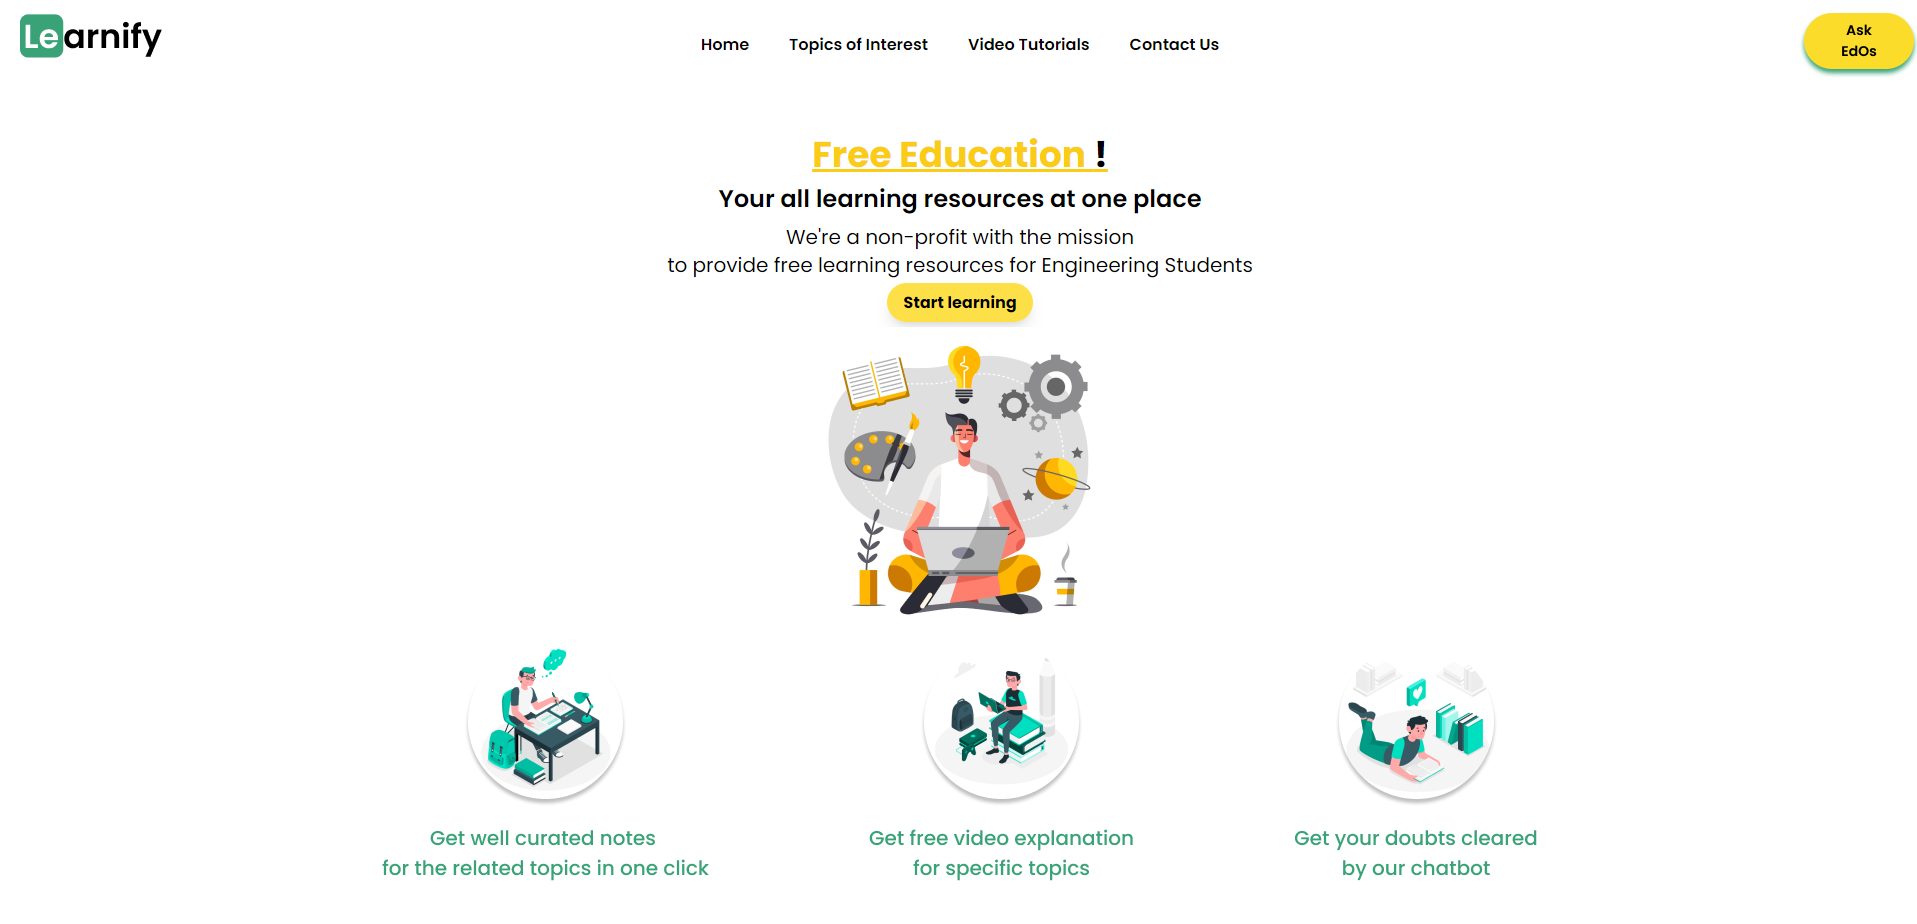 Learnify
Home
Topics of Interest
Video Tutorials
Contact Us
Ask
EdOs
Free Education !
Your all learning resources at one place
We're a non-profit with the mission
to provide free learning resources for Engineering Students
Start learning
Get well curated notes
for the related topics in one click
Get free video explanation
for specific topics
Get your doubts cleared
by our chatbot